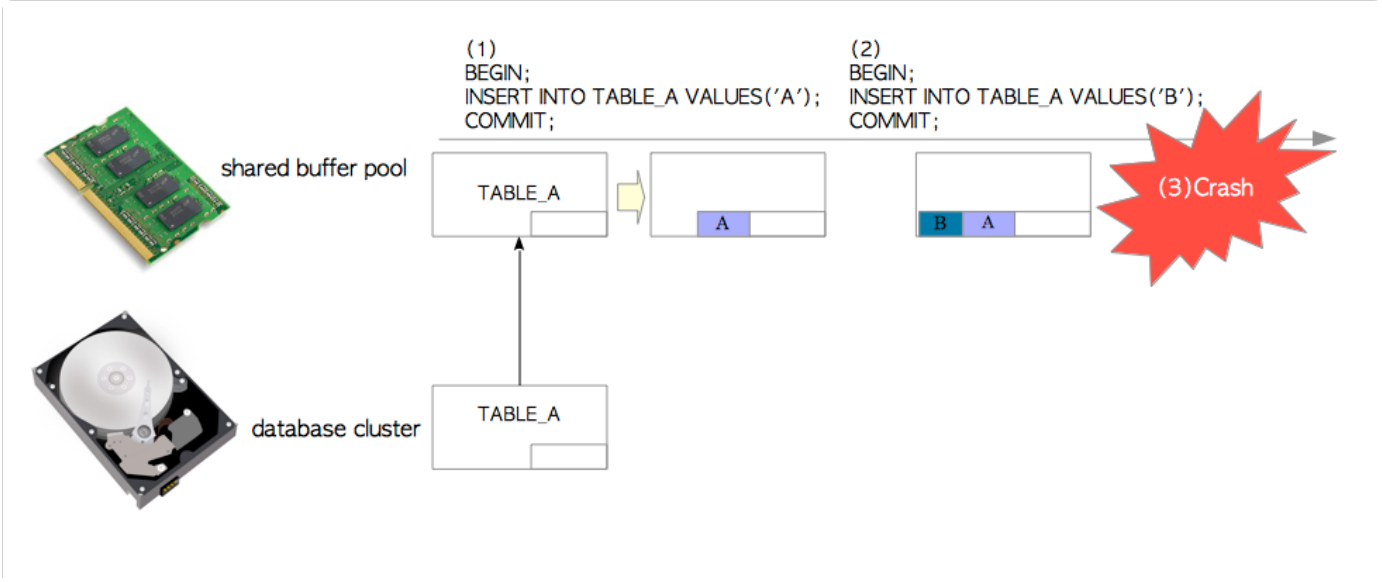 (1)
BEGIN;
INSERT INTO TABLE_A VALUES('A');
COMMIT;
(2)
BEGIN;
INSERT INTO TABLE_A VALUES('B');
COMMIT;
shared buffer pool
TABLE_A
A
B A
(3)Crash
database cluster
TABLE_A